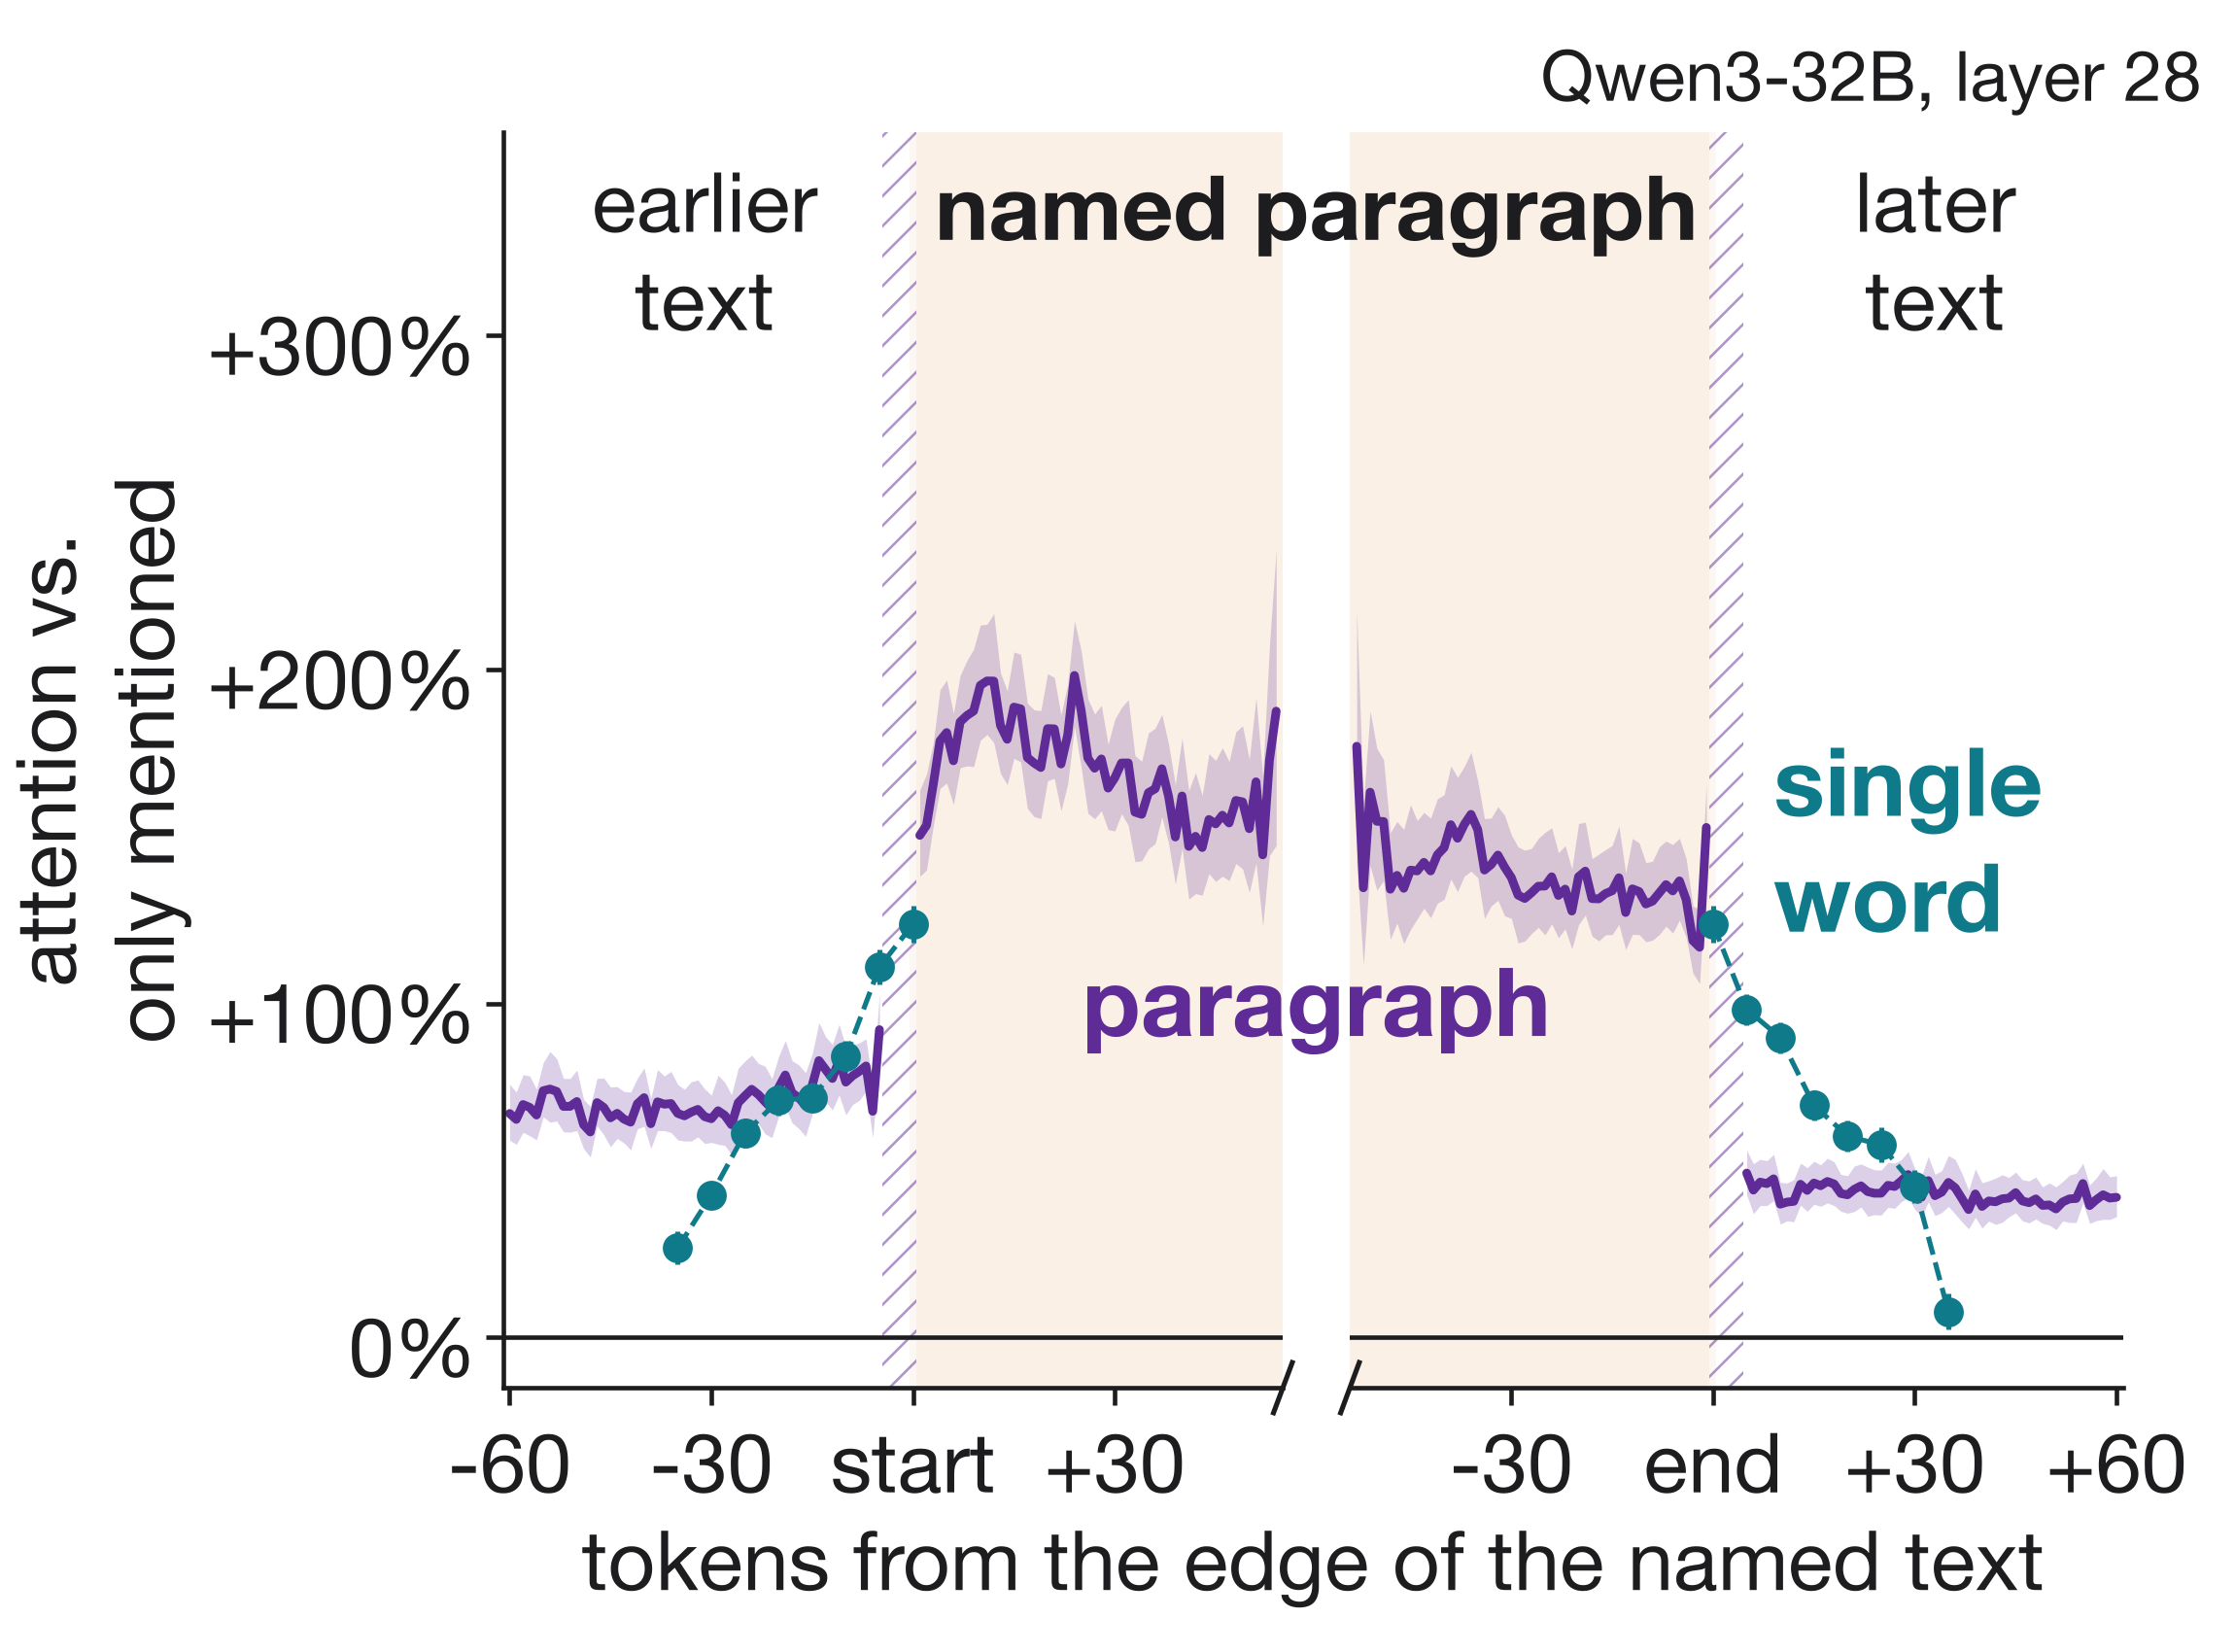 Qwen3-32B, layer 28
earlier
text
named paragraph
later
text
attention vs.
only mentioned
+300%
+200%
+100%
0%
single
word
paragraph
-60
-30
start
+30
-30
end
+30
+60
tokens from the edge of the named text